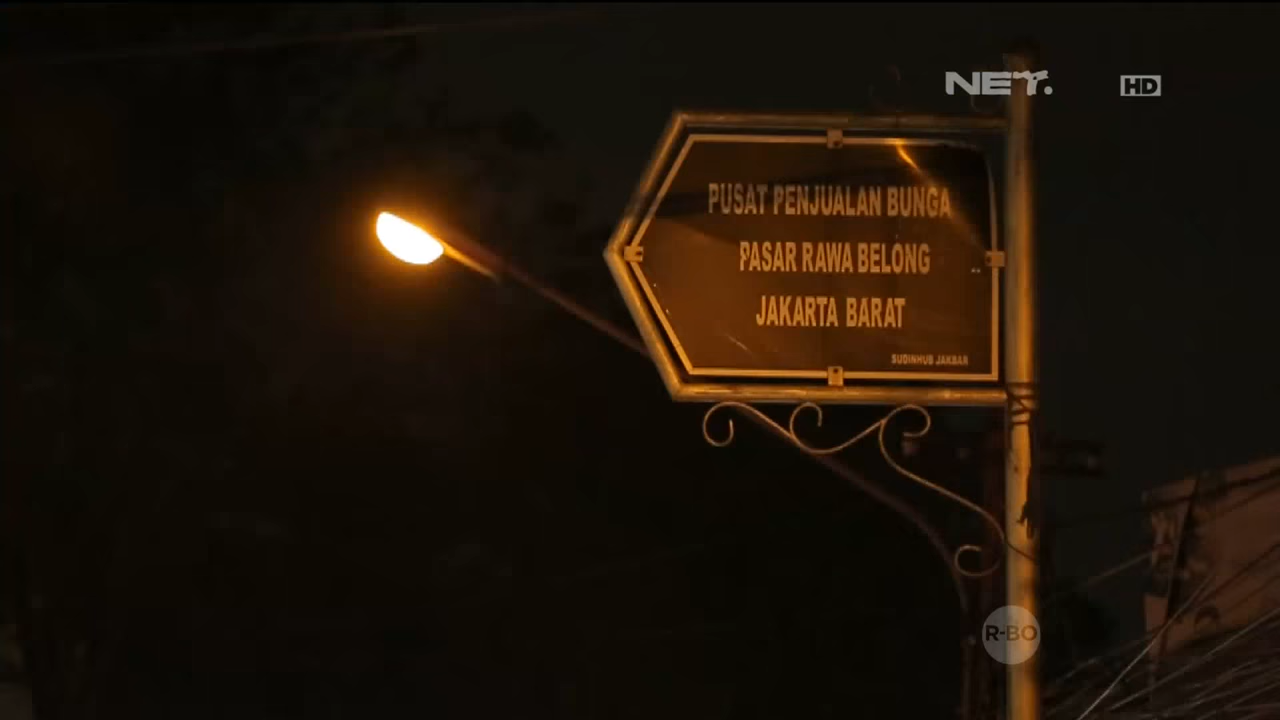 NET.
HD
PUSAT PENJUALAN BUNGA
PASAR RAWA BELONG
JAKARTA BARAT
SUDINHUB JAKBAR
R-BO